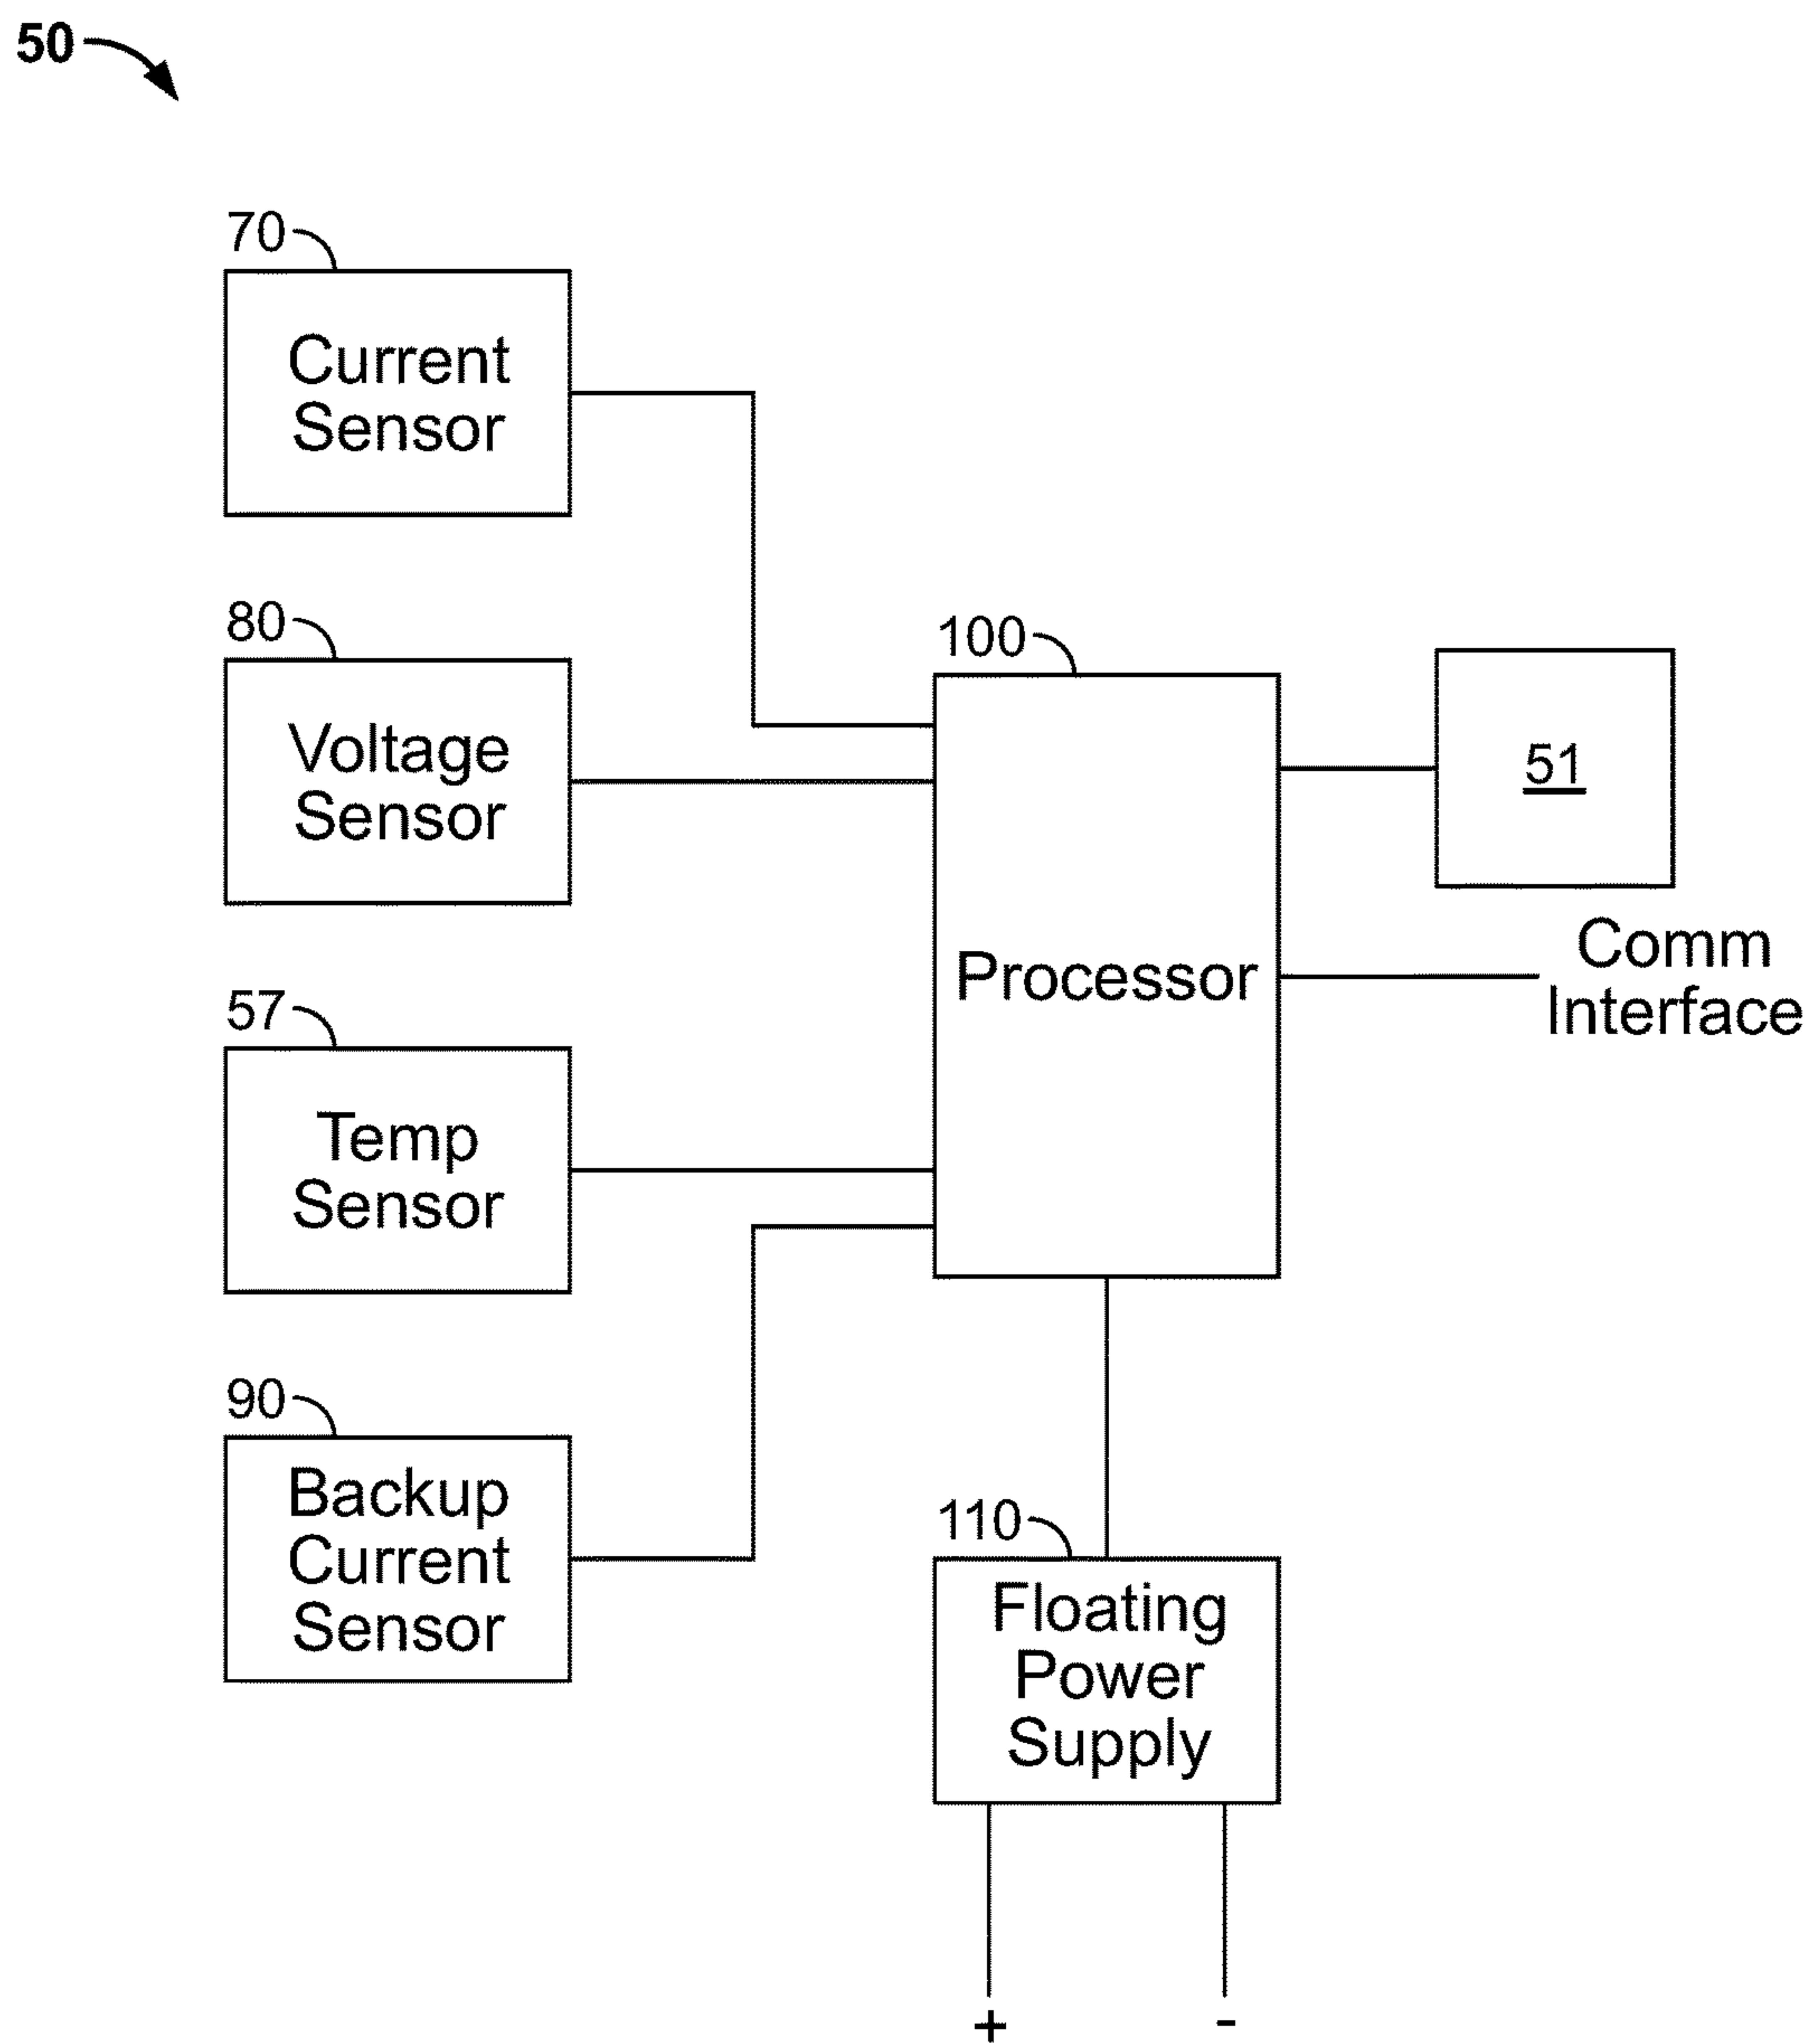 50
70
Current
Sensor
80
Voltage
Sensor
100
Processor
51
Comm
Interface
57
Temp
Sensor
90
Backup
Current
Sensor
110
Floating
Power
Supply
+
-